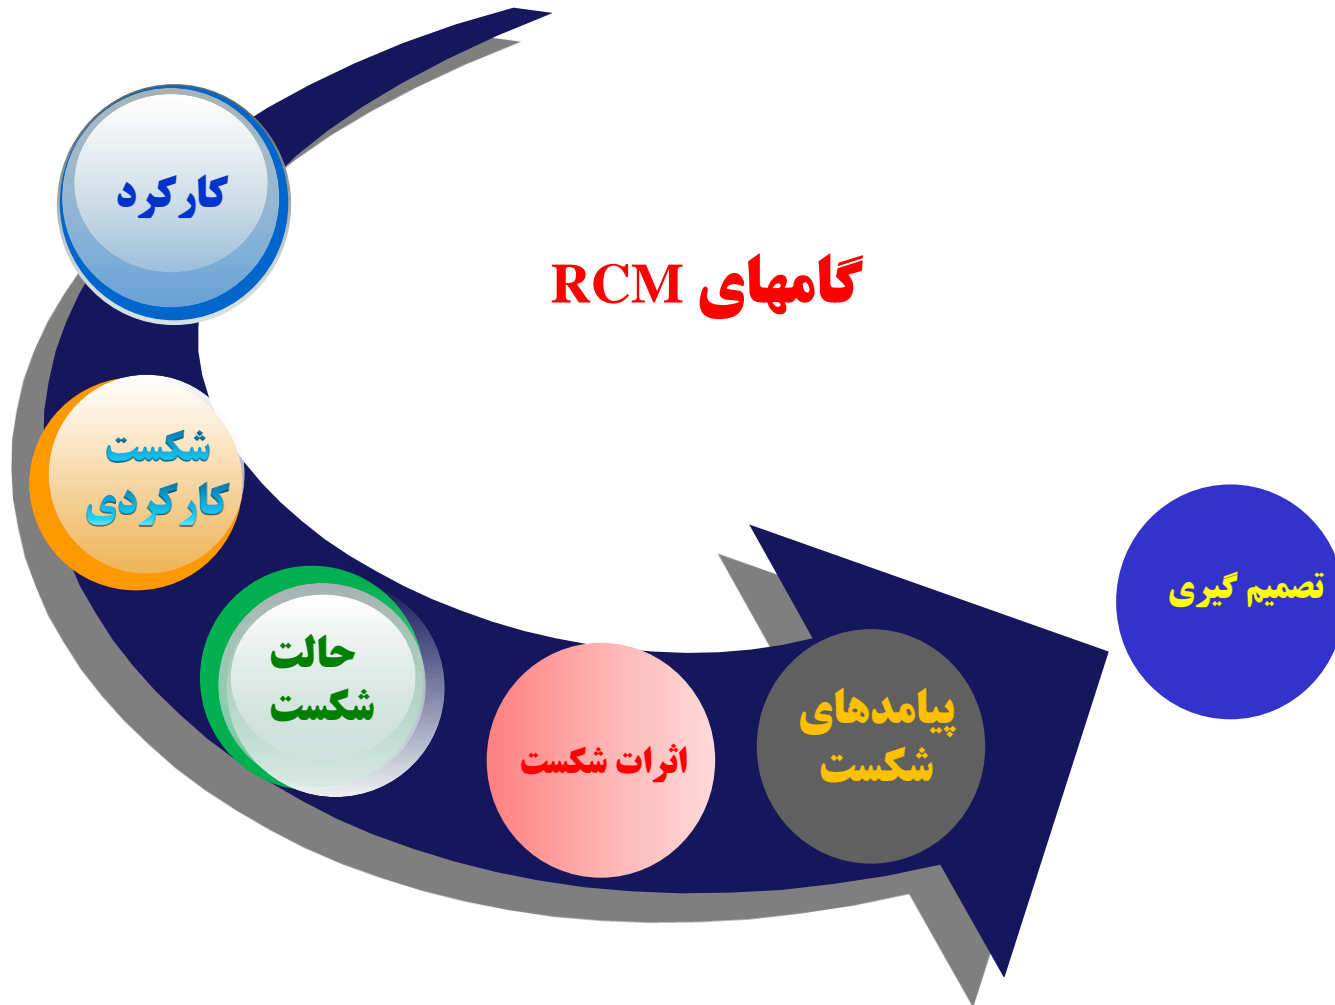 گامهای RCM
کارکرد
شکست
کارکردی
حالت
شکست
اثرات شکست
پیامدهای
شکست
تصمیم گیری